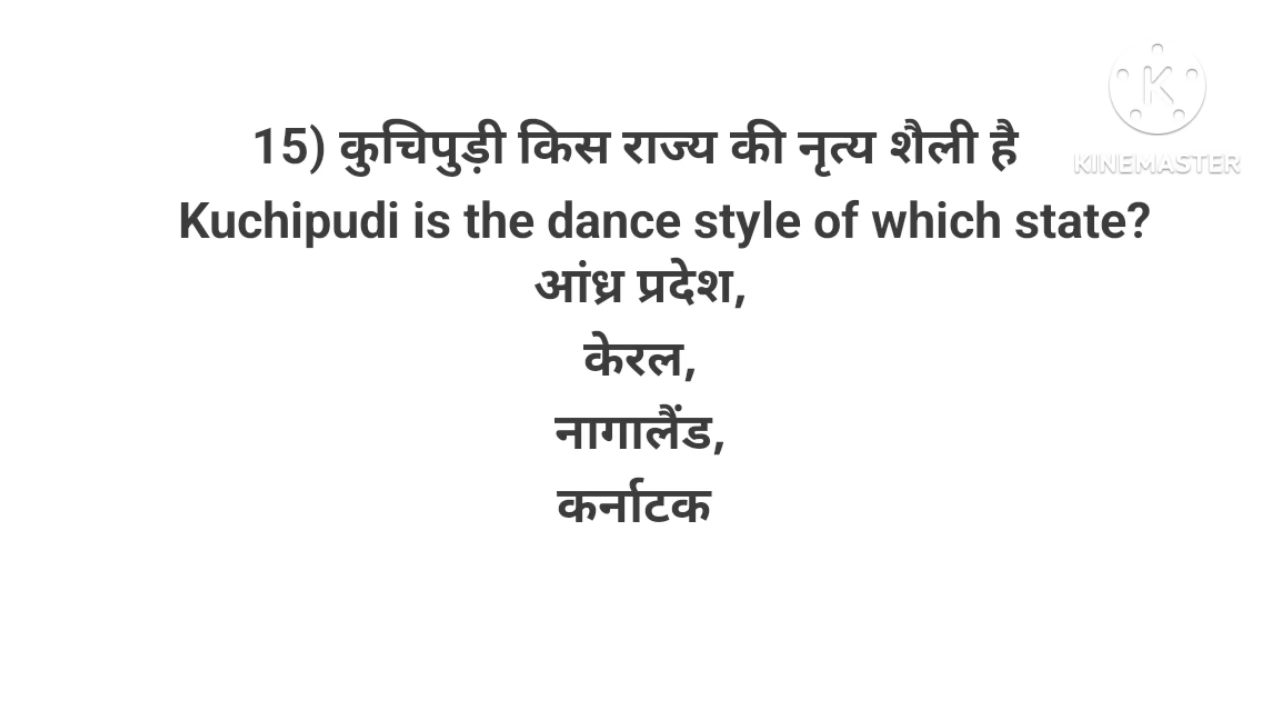 15) कुचिपुड़ी किस राज्य की नृत्य शैली है
Kuchipudi is the dance style of which state?
आंध्र प्रदेश,
केरल,
नागालैंड,
कर्नाटक
K
KINEMASTER